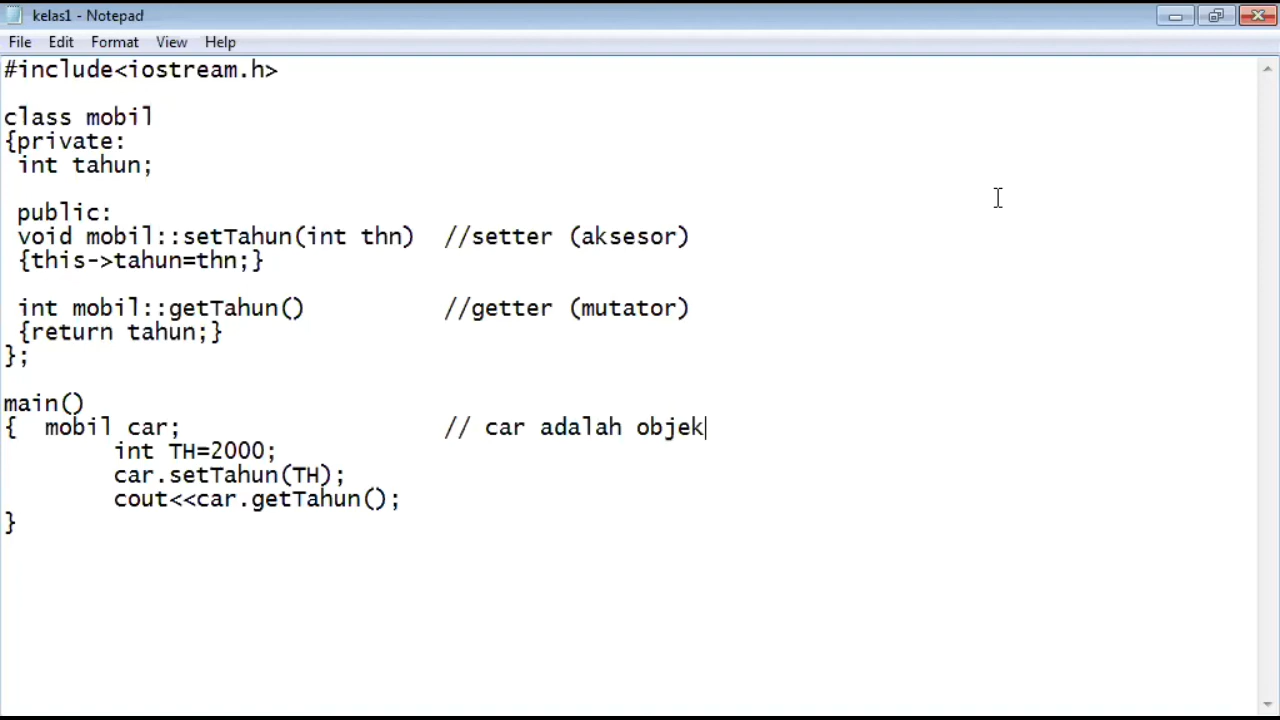 kelas1 - Notepad
File Edit Format View Help
#include<iostream.h>
class mobil
{private:
int tahun;
public:
void mobil::setTahun(int thn) //setter (aksesor)
{this->tahun=thn;}
int mobil::getTahun() //getter (mutator)
{return tahun;}
};
main()
{ mobil car; // car adalah objek
int TH=2000;
car.setTahun(TH);
cout<<car.getTahun();
}